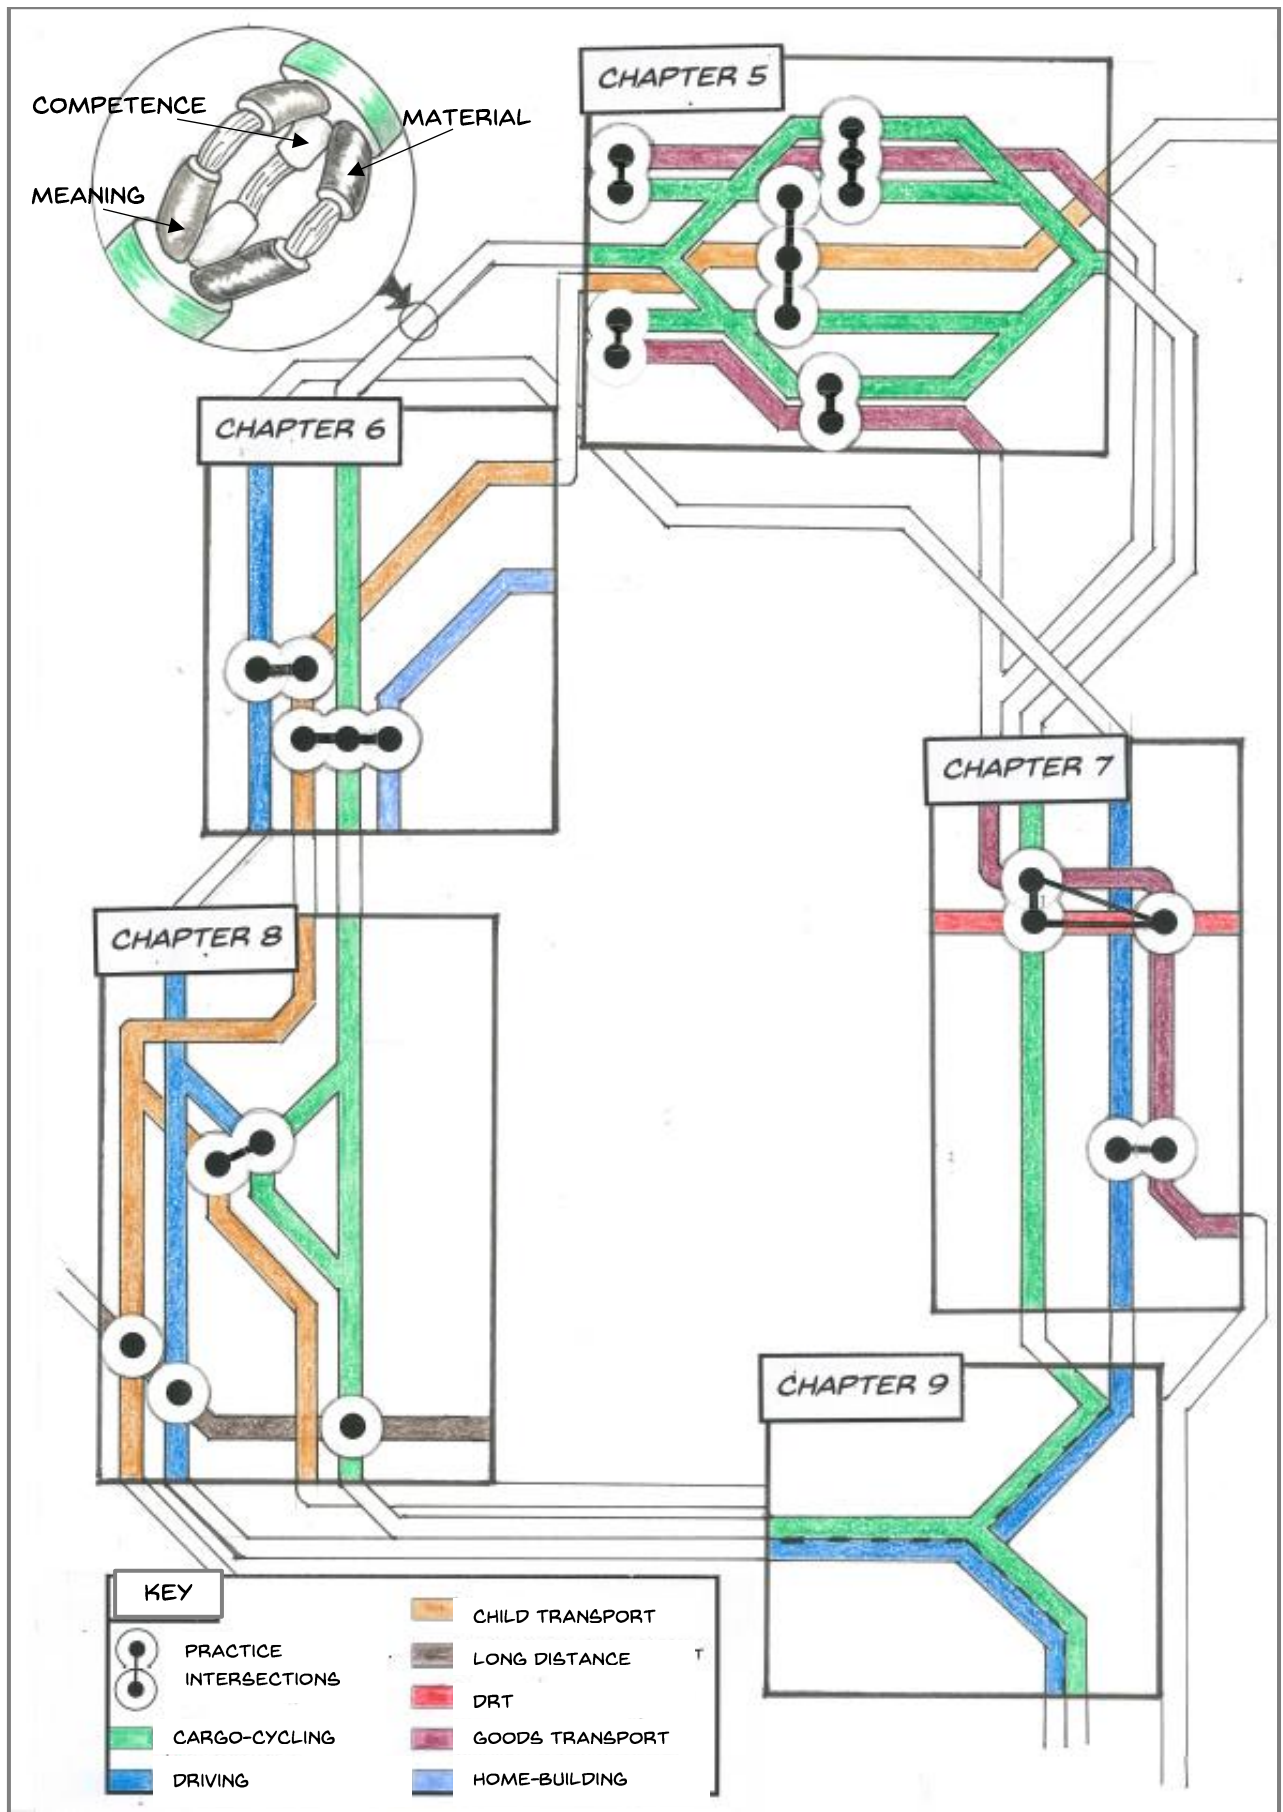 COMPETENCE
MATERIAL
MEANING
CHAPTER 5
CHAPTER 6
CHAPTER 7
CHAPTER 8
CHAPTER 9
KEY
PRACTICE
INTERSECTIONS
CARGO-CYCLING
DRIVING
CHILD TRANSPORT
LONG DISTANCE
T
DRT
GOODS TRANSPORT
HOME-BUILDING